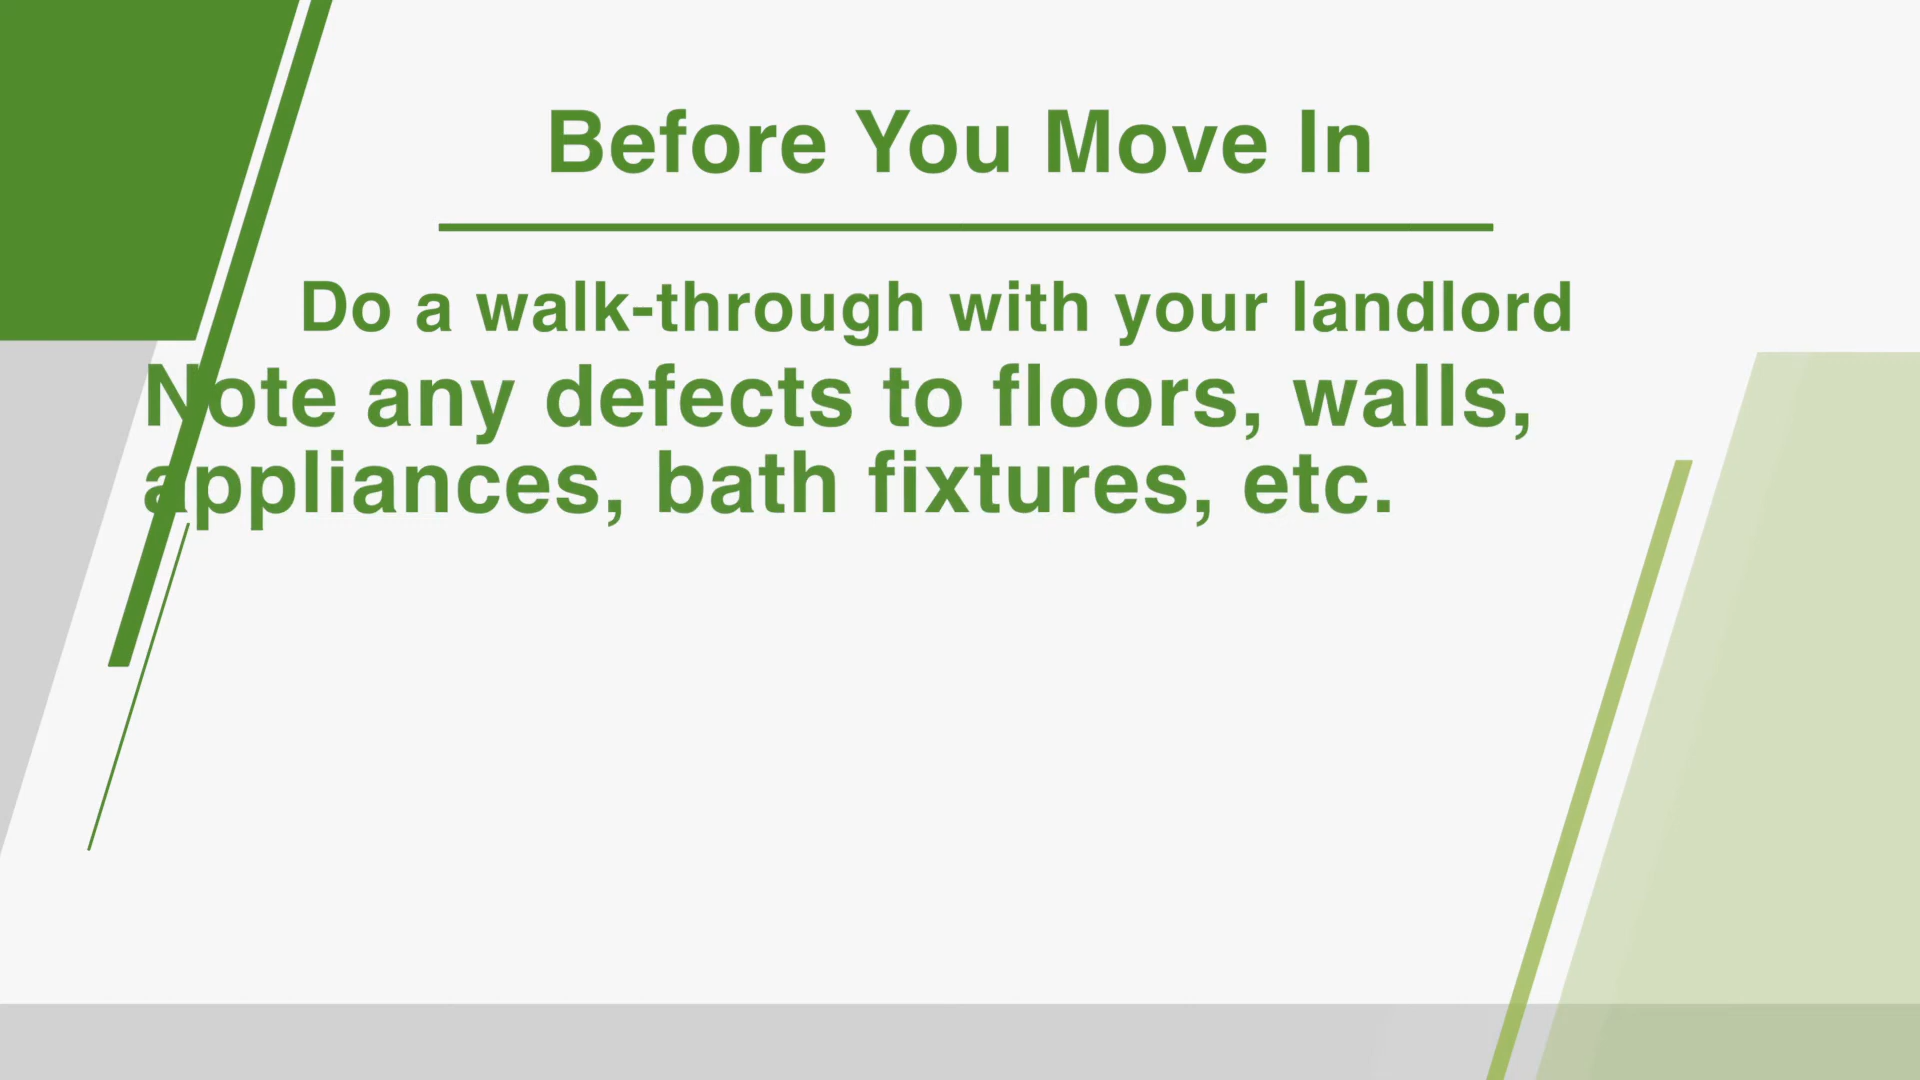 Before You Move In
Do a walk-through with your landlord
Note any defects to floors, walls,
appliances, bath fixtures, etc.